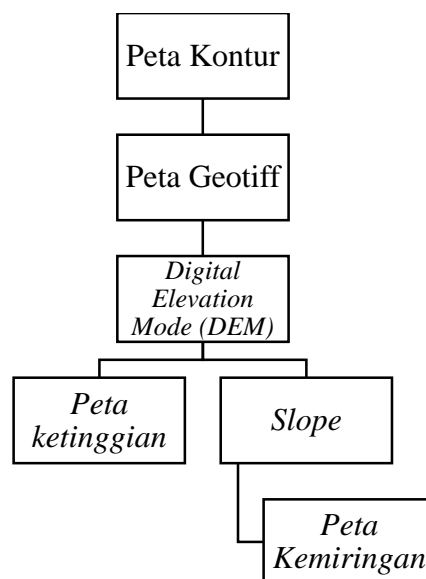 Peta Kontur
Peta Geotiff
Digital
Elevation
Mode (DEM)
Peta
ketinggian
Slope
Peta
Kemiringan